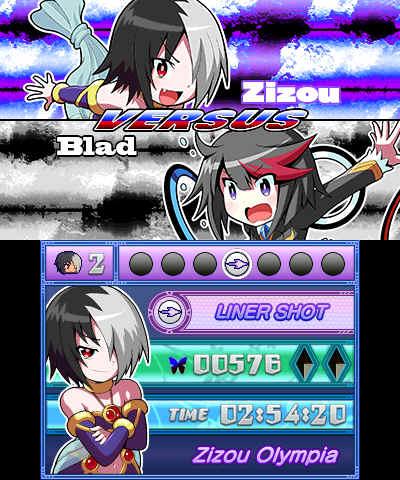 Zizou
VERSUS
Blad
2
LINER SHOT
00576
TIME 02:54:20
Zizou Olympia